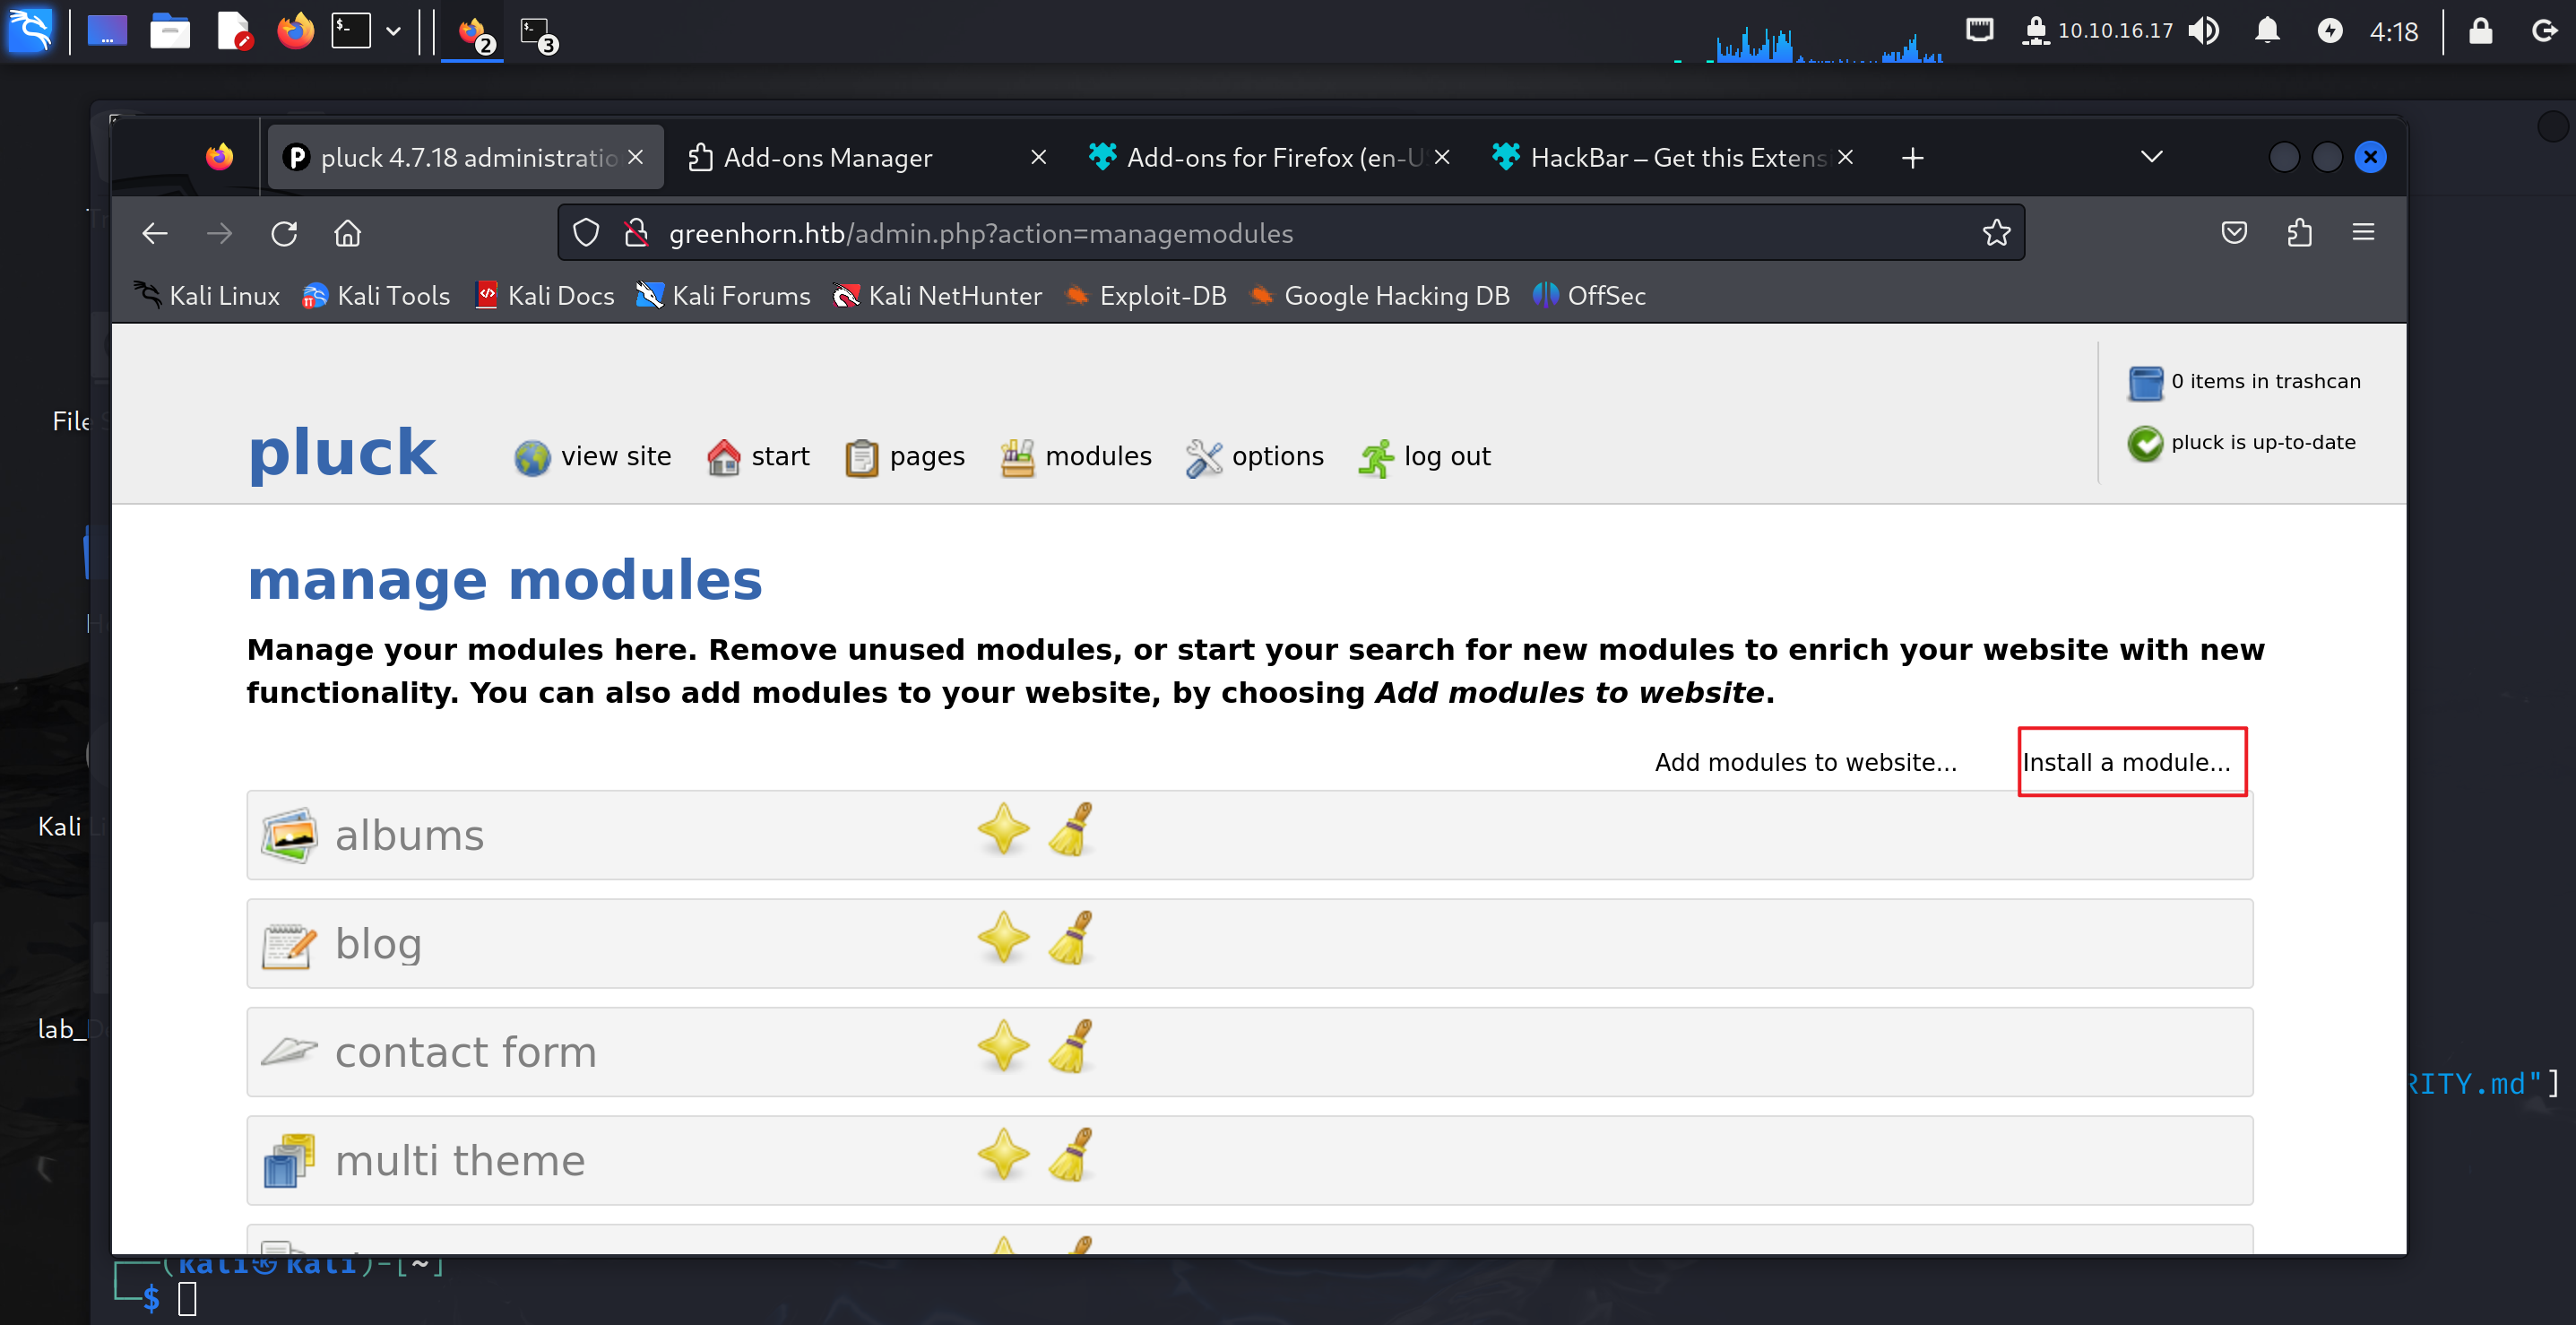 10.10.16.17 4:18
2
3
pluck 4.7.18 administratio
Add-ons Manager
Add-ons for Firefox (en-U
HackBar – Get this Extens
greenhorn.htb/admin.php?action=managemodules
Kali Linux Kali Tools Kali Docs Kali Forums Kali NetHunter Exploit-DB Google Hacking DB OffSec
0 items in trashcan
pluck is up-to-date
pluck view site start pages modules options log out
manage modules
Manage your modules here. Remove unused modules, or start your search for new modules to enrich your website with new
functionality. You can also add modules to your website, by choosing Add modules to website.
Add modules to website... Install a module...
albums
blog
contact form
multi theme
File
Kali
lab_
RITY.md"]
(kali㉿kali)-[~]
$